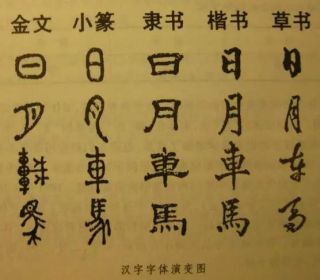 金文 小篆 隶书 楷书 草书
日 日 日 日 日
月 月 月 月 月
車 車 車 車 车
馬 馬 馬 馬 马
汉字字体演变图